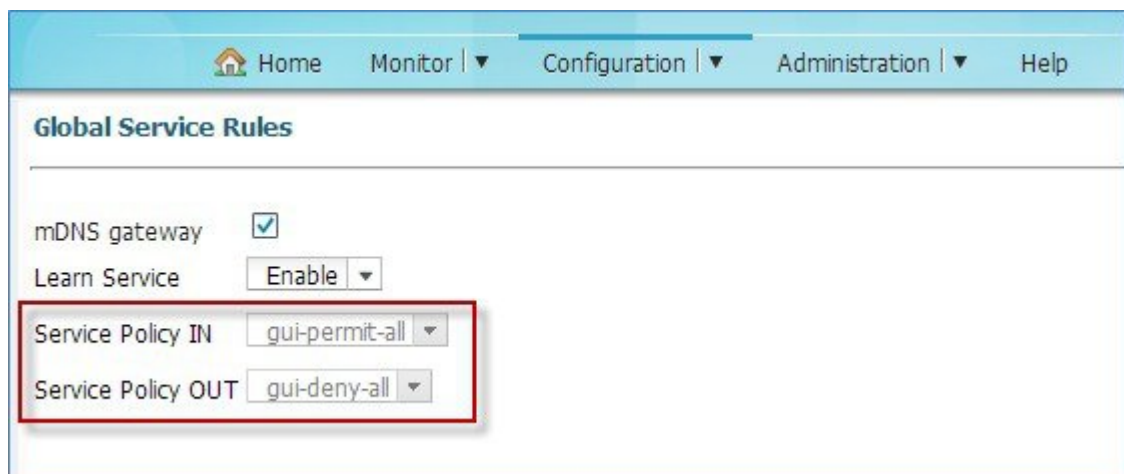 Home Monitor Configuration Administration Help
Global Service Rules
mDNS gateway
Learn Service Enable
Service Policy IN gui-permit-all
Service Policy OUT gui-deny-all